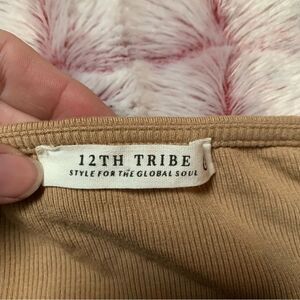 12TH TRIBE
STYLE FOR THE GLOBAL SOUL